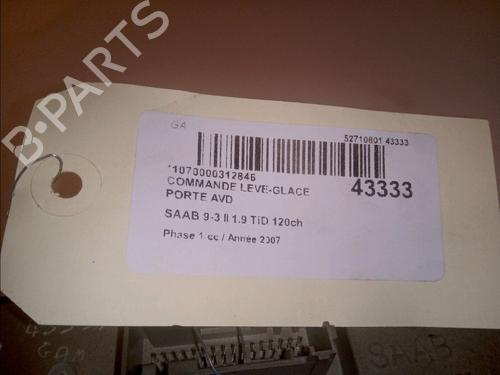 B-PARTS
GA
52710801 43333
*1070000312846
COMMANDE LEVE-GLACE
PORTE AVD
43333
SAAB 9-3 II 1.9 TiD 120ch
Phase 1 cc / Année 2007
SAAB